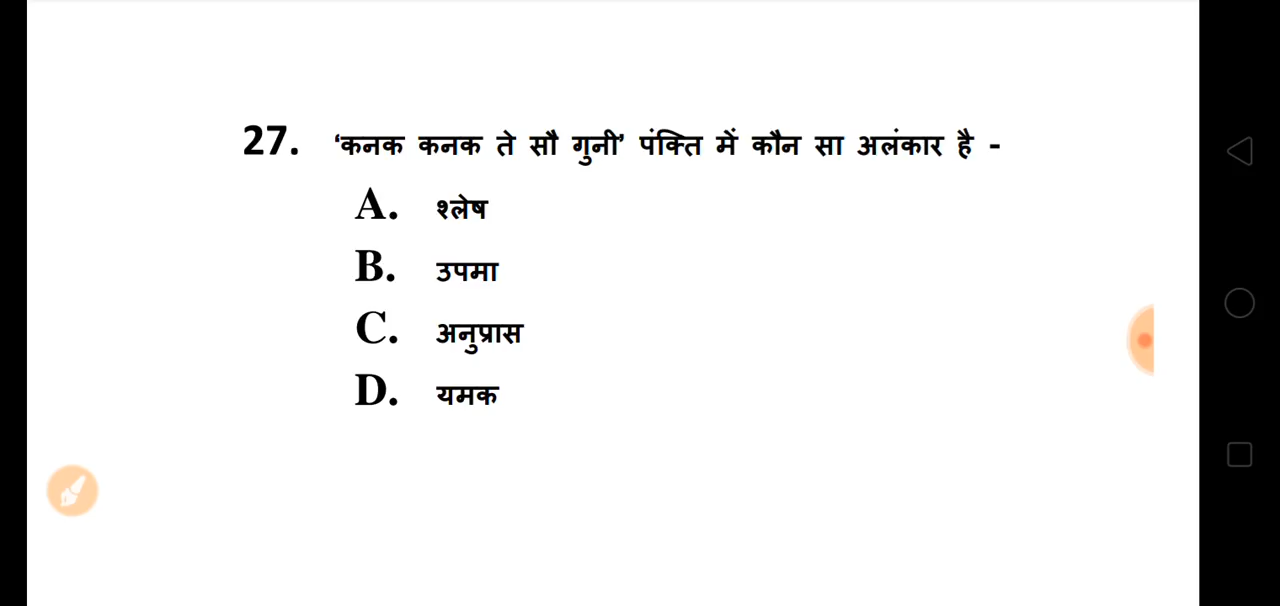 27. ‘कनक कनक ते सौ गुनी’ पंक्ति में कौन सा अलंकार है -
A. श्लेष
B. उपमा
C. अनुप्रास
D. यमक